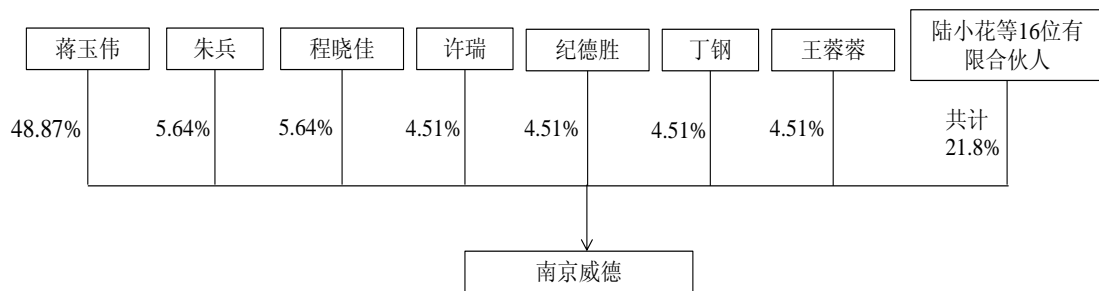 蒋玉伟
朱兵
程晓佳
许瑞
纪德胜
丁钢
王蓉蓉
陆小花等16位有
限合伙人
48.87%
5.64%
5.64%
4.51%
4.51%
4.51%
4.51%
共计
21.8%
南京威德